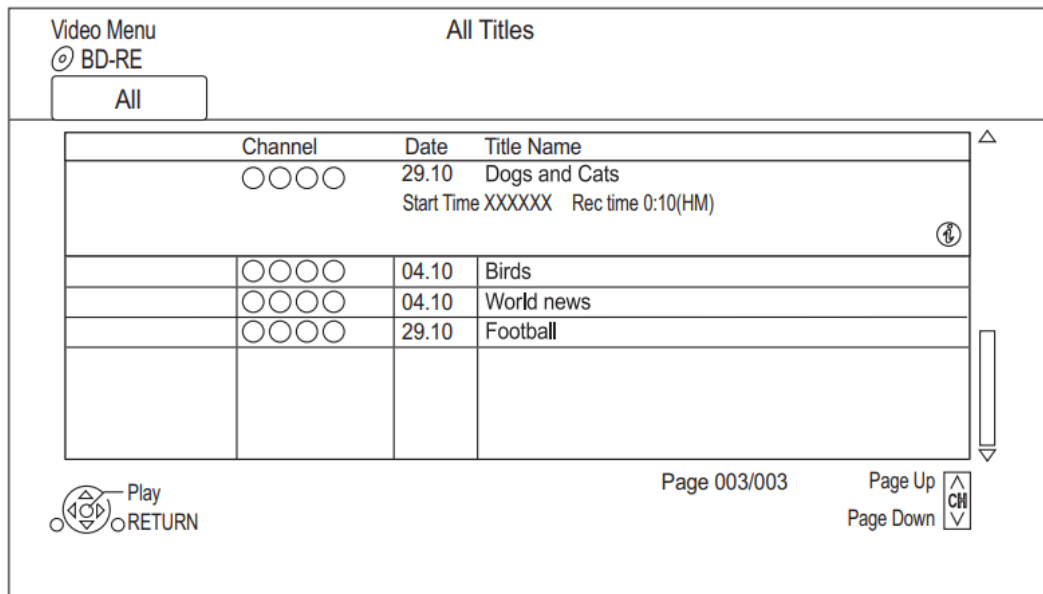 Video Menu All Titles
BD-RE
All
Channel Date Title Name
○○○○ 29.10 Dogs and Cats
Start Time XXXXXX Rec time 0:10(HM)
i
○○○○ 04.10 Birds
○○○○ 04.10 World news
○○○○ 29.10 Football
Page 003/003 Page Up
Play CH
RETURN Page Down